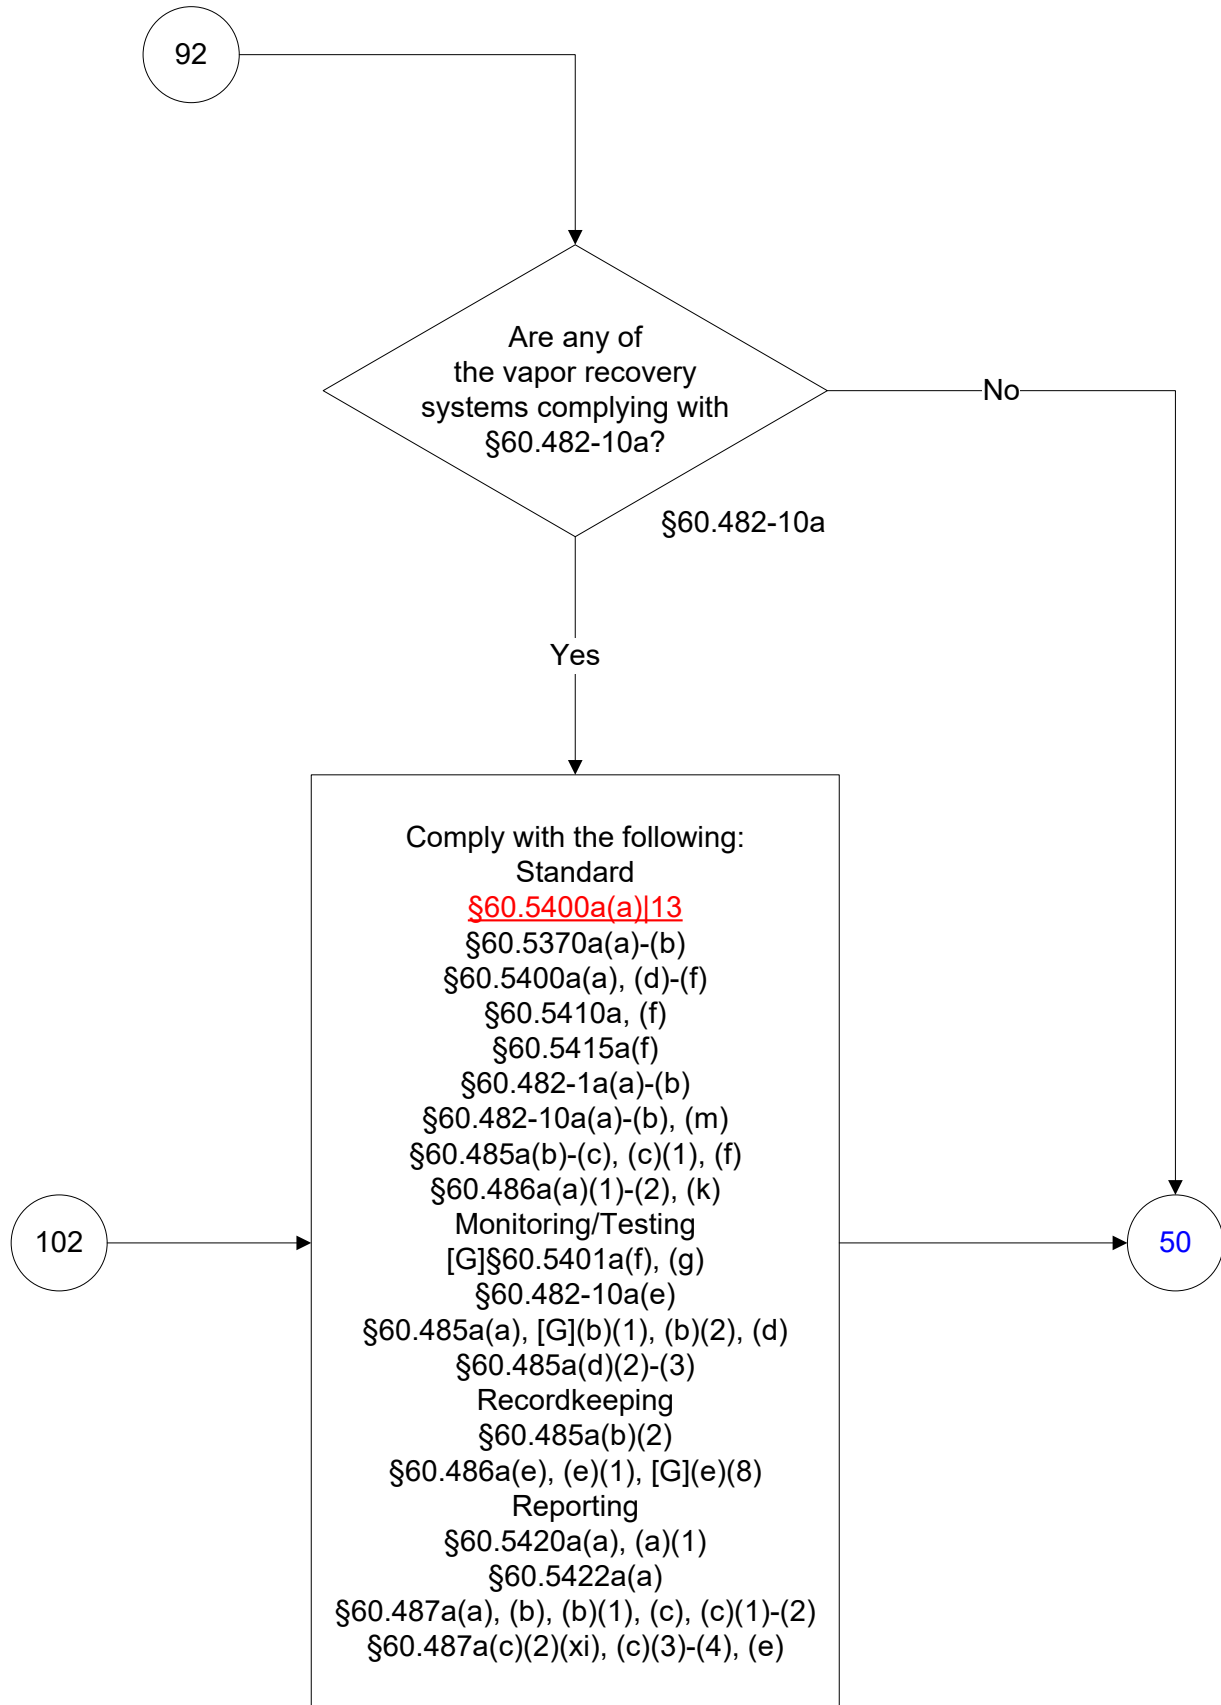 92
Are any of
the vapor recovery
systems complying with
§60.482-10a?
No
§60.482-10a
Yes
Comply with the following:
Standard
§60.5400a(a)|13
§60.5370a(a)-(b)
§60.5400a(a), (d)-(f)
§60.5410a, (f)
§60.5415a(f)
§60.482-1a(a)-(b)
§60.482-10a(a)-(b), (m)
§60.485a(b)-(c), (c)(1), (f)
§60.486a(a)(1)-(2), (k)
Monitoring/Testing
[G]§60.5401a(f), (g)
§60.482-10a(e)
§60.485a(a), [G](b)(1), (b)(2), (d)
§60.485a(d)(2)-(3)
Recordkeeping
§60.485a(b)(2)
§60.486a(e), (e)(1), [G](e)(8)
Reporting
§60.5420a(a), (a)(1)
§60.5422a(a)
§60.487a(a), (b), (b)(1), (c), (c)(1)-(2)
§60.487a(c)(2)(xi), (c)(3)-(4), (e)
102
50